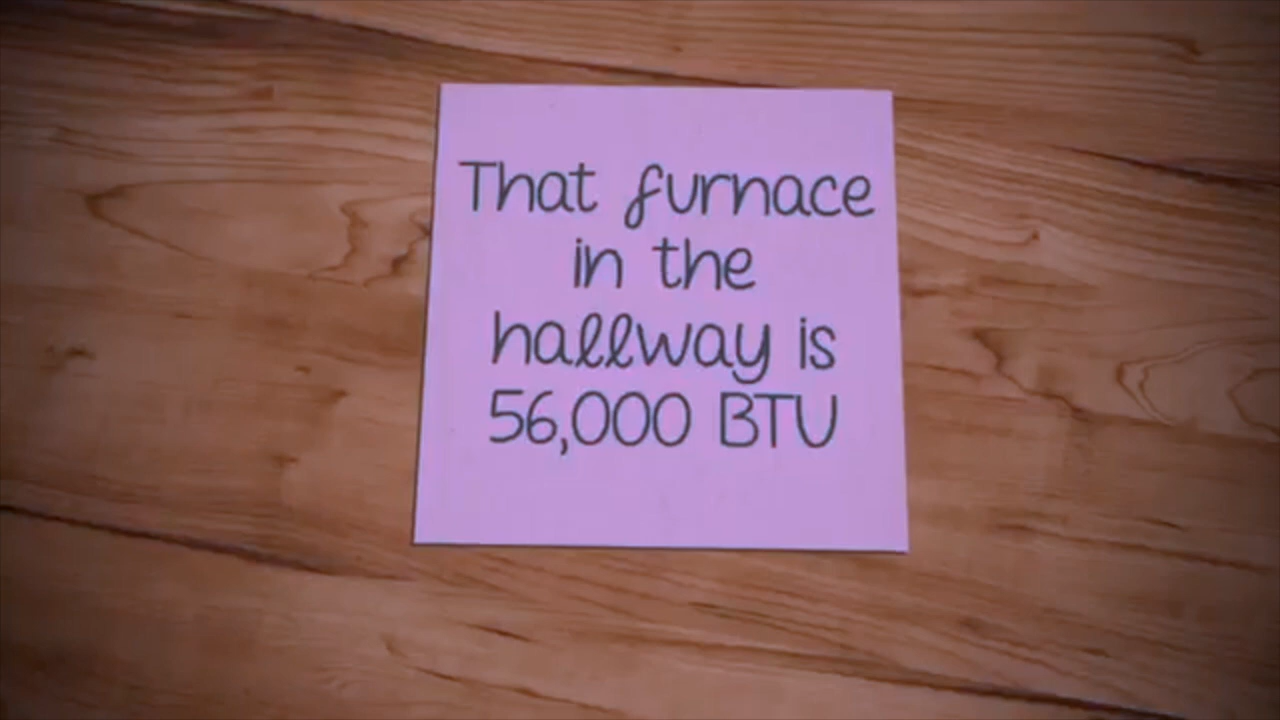 That furnace
in the
hallway is
56,000 BTU